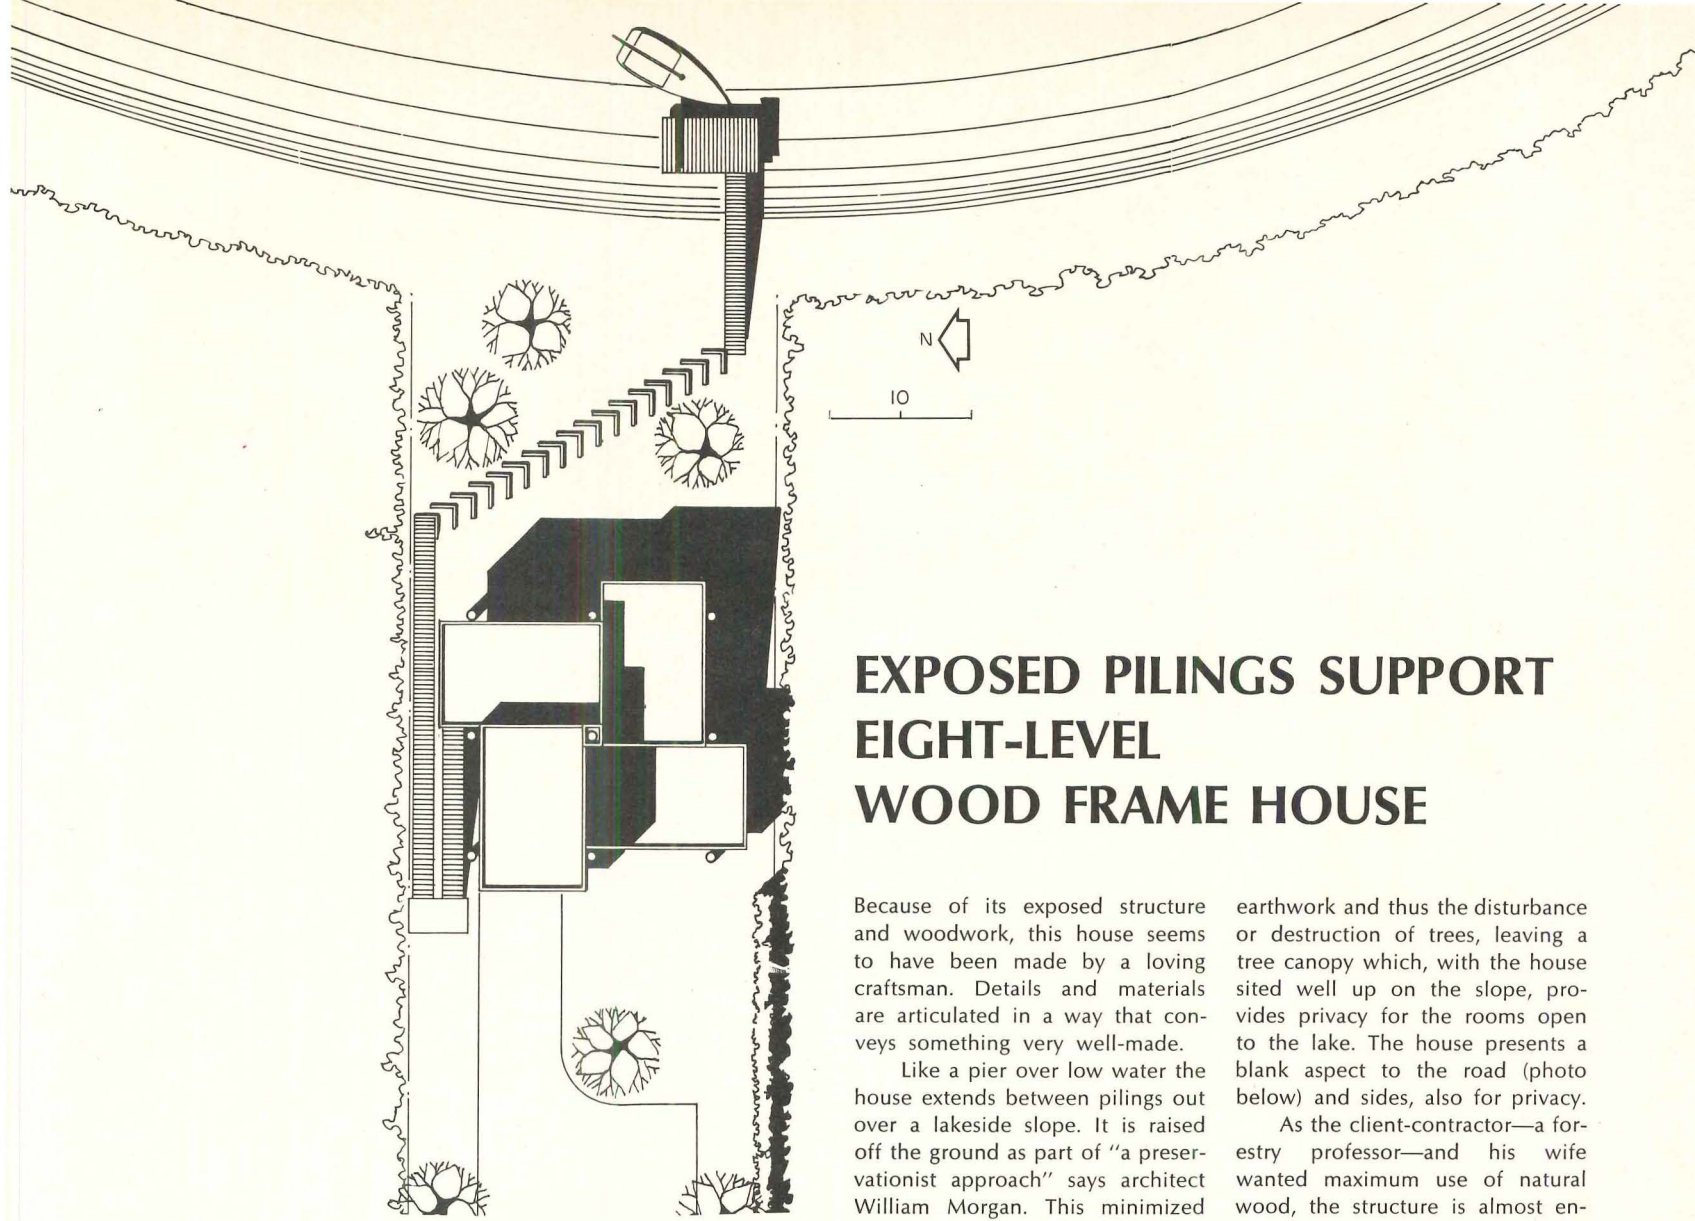 N
10
EXPOSED PILINGS SUPPORT
EIGHT-LEVEL
WOOD FRAME HOUSE
Because of its exposed structure
and woodwork, this house seems
to have been made by a loving
craftsman. Details and materials
are articulated in a way that con-
veys something very well-made.
Like a pier over low water the
house extends between pilings out
over a lakeside slope. It is raised
off the ground as part of "a preser-
vationist approach" says architect
William Morgan. This minimized
earthwork and thus the disturbance
or destruction of trees, leaving a
tree canopy which, with the house
sited well up on the slope, pro-
vides privacy for the rooms open
to the lake. The house presents a
blank aspect to the road (photo
below) and sides, also for privacy.
As the client-contractor—a for-
estry professor—and his wife
wanted maximum use of natural
wood, the structure is almost en-